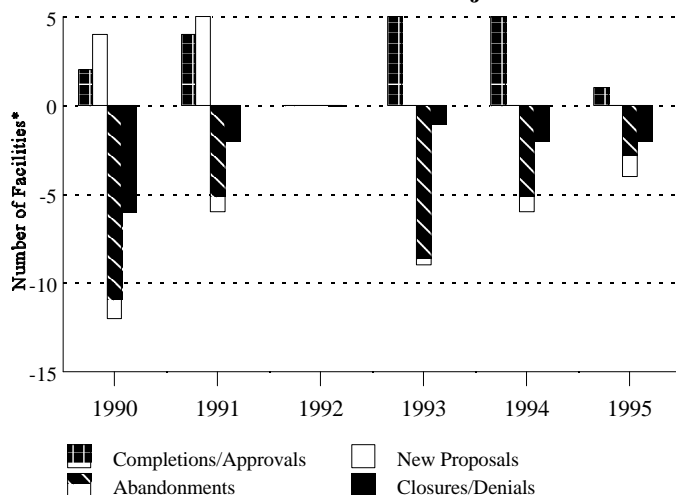 5
0
-5
-10
-15
Number of Facilities*
1990 1991 1992 1993 1994 1995
Completions/Approvals New Proposals
Abandonments Closures/Denials